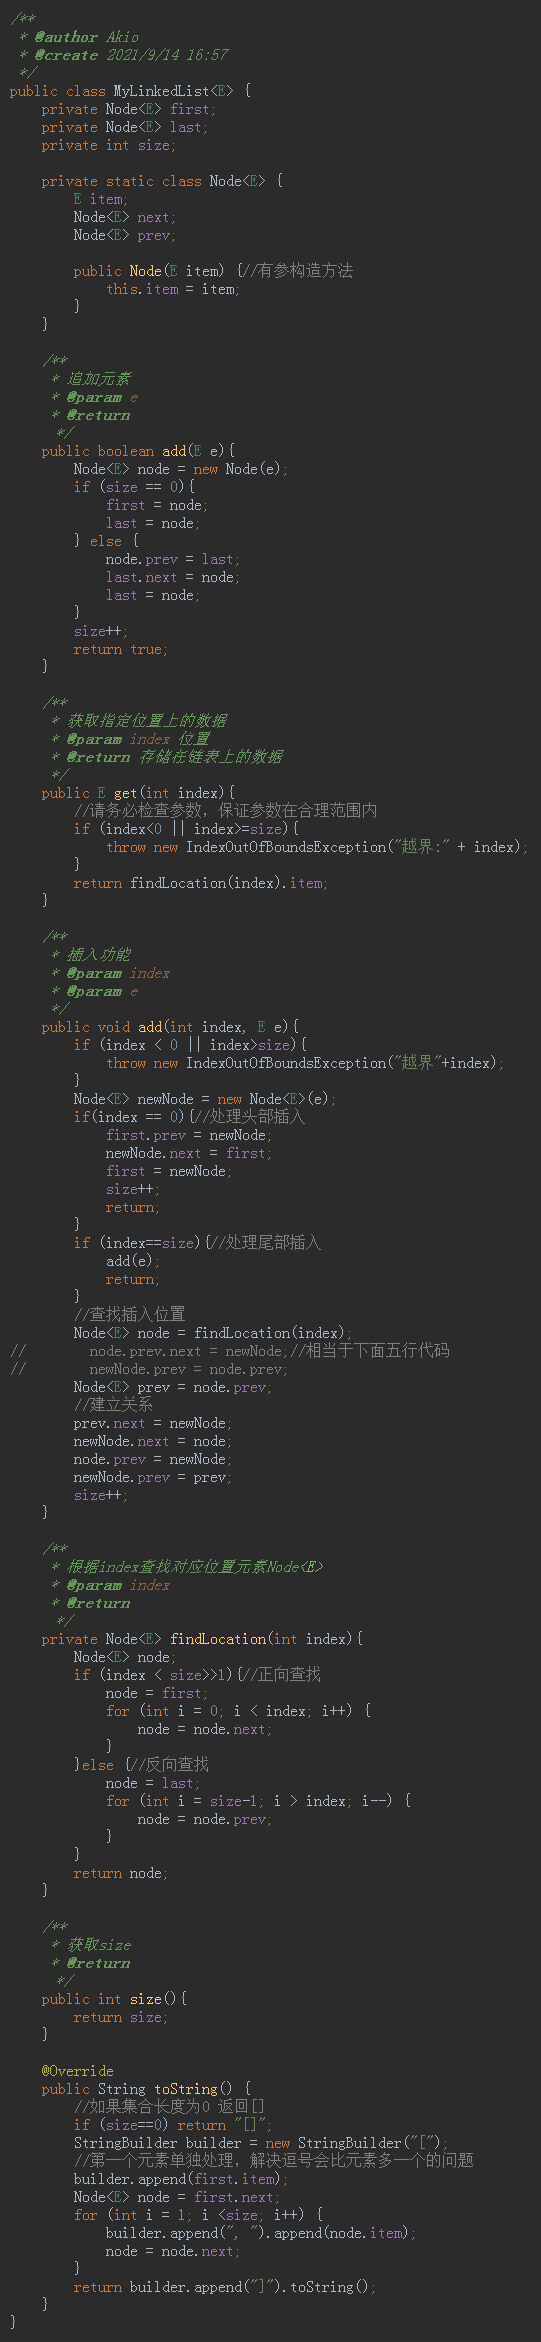 /**
 * @author Akio
 * @create 2021/9/14 16:57
 */
public class MyLinkedList<E> {
    private Node<E> first;
    private Node<E> last;
    private int size;

    private static class Node<E> {
        E item;
        Node<E> next;
        Node<E> prev;

        public Node(E item) {//有参构造方法
            this.item = item;
        }
    }

    /**
     * 追加元素
     * @param e
     * @return
     */
    public boolean add(E e){
        Node<E> node = new Node(e);
        if (size == 0){
            first = node;
            last = node;
        } else {
            node.prev = last;
            last.next = node;
            last = node;
        }
        size++;
        return true;
    }

    /**
     * 获取指定位置上的数据
     * @param index 位置
     * @return 存储在链表上的数据
     */
    public E get(int index){
        //请务必检查参数，保证参数在合理范围内
        if (index<0 || index>=size){
            throw new IndexOutOfBoundsException("越界:" + index);
        }
        return findLocation(index).item;
    }

    /**
     * 插入功能
     * @param index
     * @param e
     */
    public void add(int index, E e){
        if (index < 0 || index>size){
            throw new IndexOutOfBoundsException("越界"+index);
        }
        Node<E> newNode = new Node<E>(e);
        if(index == 0){//处理头部插入
            first.prev = newNode;
            newNode.next = first;
            first = newNode;
            size++;
            return;
        }
        if (index==size){//处理尾部插入
            add(e);
            return;
        }
        //查找插入位置
        Node<E> node = findLocation(index);
//        node.prev.next = newNode;//相当于下面五行代码
//        newNode.prev = node.prev;
        Node<E> prev = node.prev;
        //建立关系
        prev.next = newNode;
        newNode.next = node;
        node.prev = newNode;
        newNode.prev = prev;
        size++;
    }

    /**
     * 根据index查找对应位置元素Node<E>
     * @param index
     * @return
     */
    private Node<E> findLocation(int index){
        Node<E> node;
        if (index < size>>1){//正向查找
            node = first;
            for (int i = 0; i < index; i++) {
                node = node.next;
            }
        }else {//反向查找
            node = last;
            for (int i = size-1; i > index; i--) {
                node = node.prev;
            }
        }
        return node;
    }

    /**
     * 获取size
     * @return
     */
    public int size(){
        return size;
    }

    @Override
    public String toString() {
        //如果集合长度为0 返回[]
        if (size==0) return "[]";
        StringBuilder builder = new StringBuilder("[");
        //第一个元素单独处理，解决逗号会比元素多一个的问题
        builder.append(first.item);
        Node<E> node = first.next;
        for (int i = 1; i <size; i++) {
            builder.append(", ").append(node.item);
            node = node.next;
        }
        return builder.append("]").toString();
    }
}